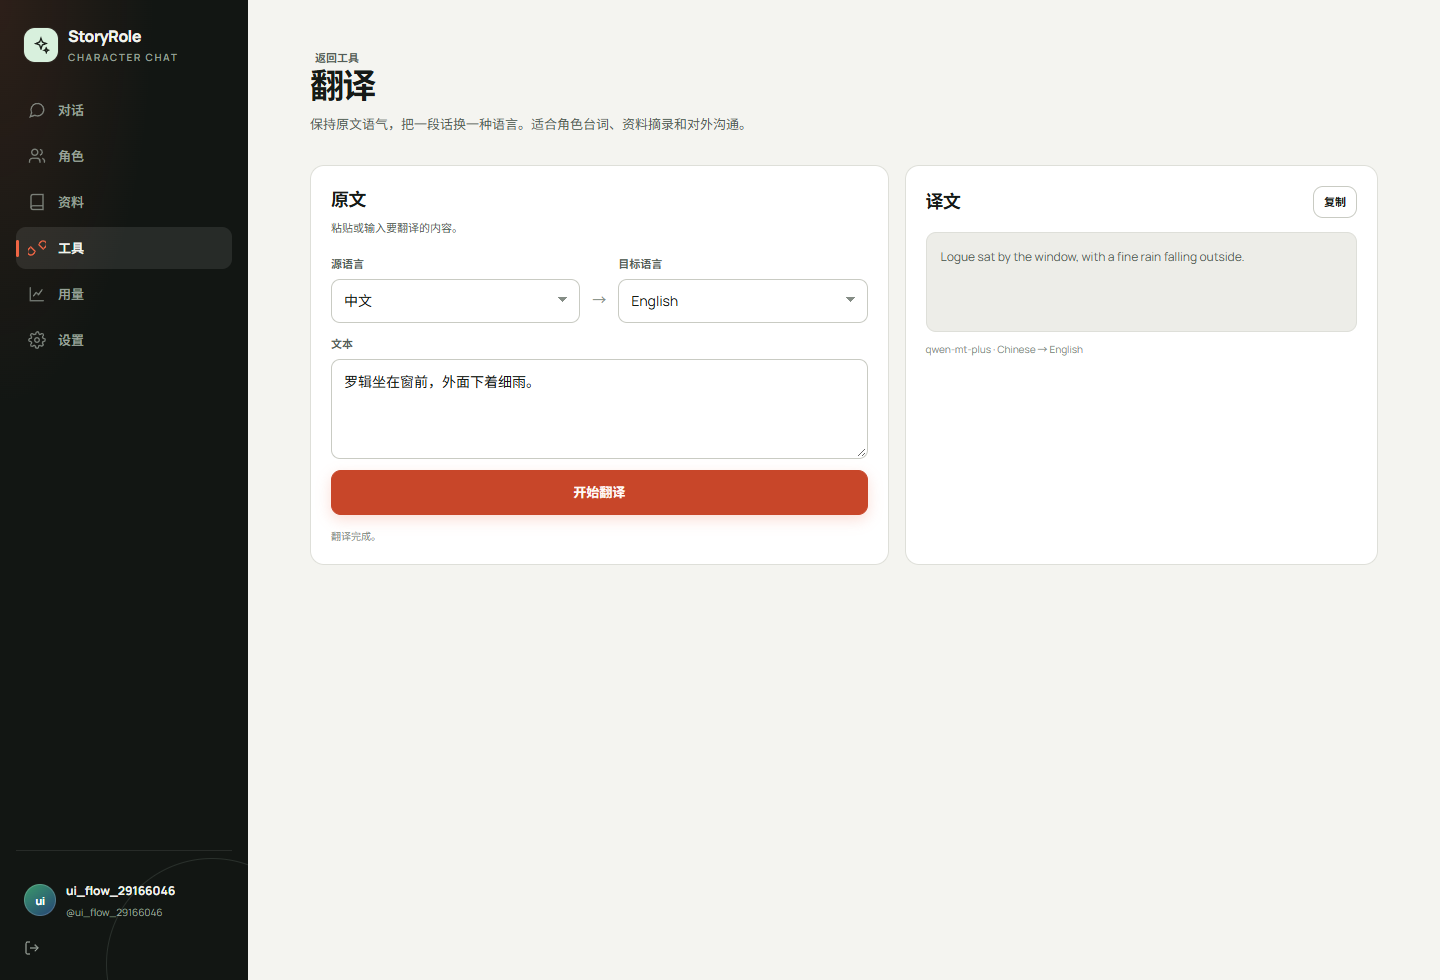 StoryRole
CHARACTER CHAT
对话
角色
资料
工具
用量
设置
ui
ui_flow_29166046
@ui_flow_29166046
返回工具
翻译
保持原文语气，把一段话换一种语言。适合角色台词、资料摘录和对外沟通。
原文
粘贴或输入要翻译的内容。
源语言
目标语言
中文
→
English
文本
罗辑坐在窗前，外面下着细雨。
开始翻译
翻译完成。
译文
复制
Logue sat by the window, with a fine rain falling outside.
qwen-mt-plus · Chinese → English